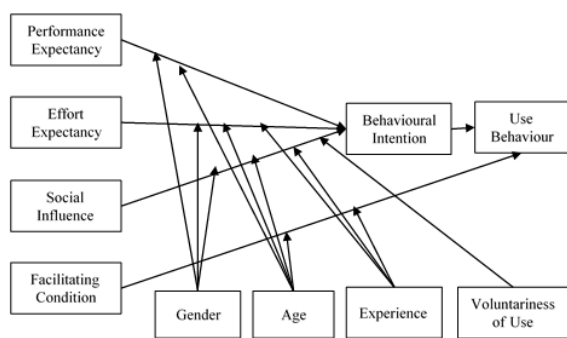 Performance
Expectancy
Effort
Expectancy
Behavioural
Intention
Use
Behaviour
Social
Influence
Facilitating
Condition
Gender
Age
Experience
Voluntariness
of Use